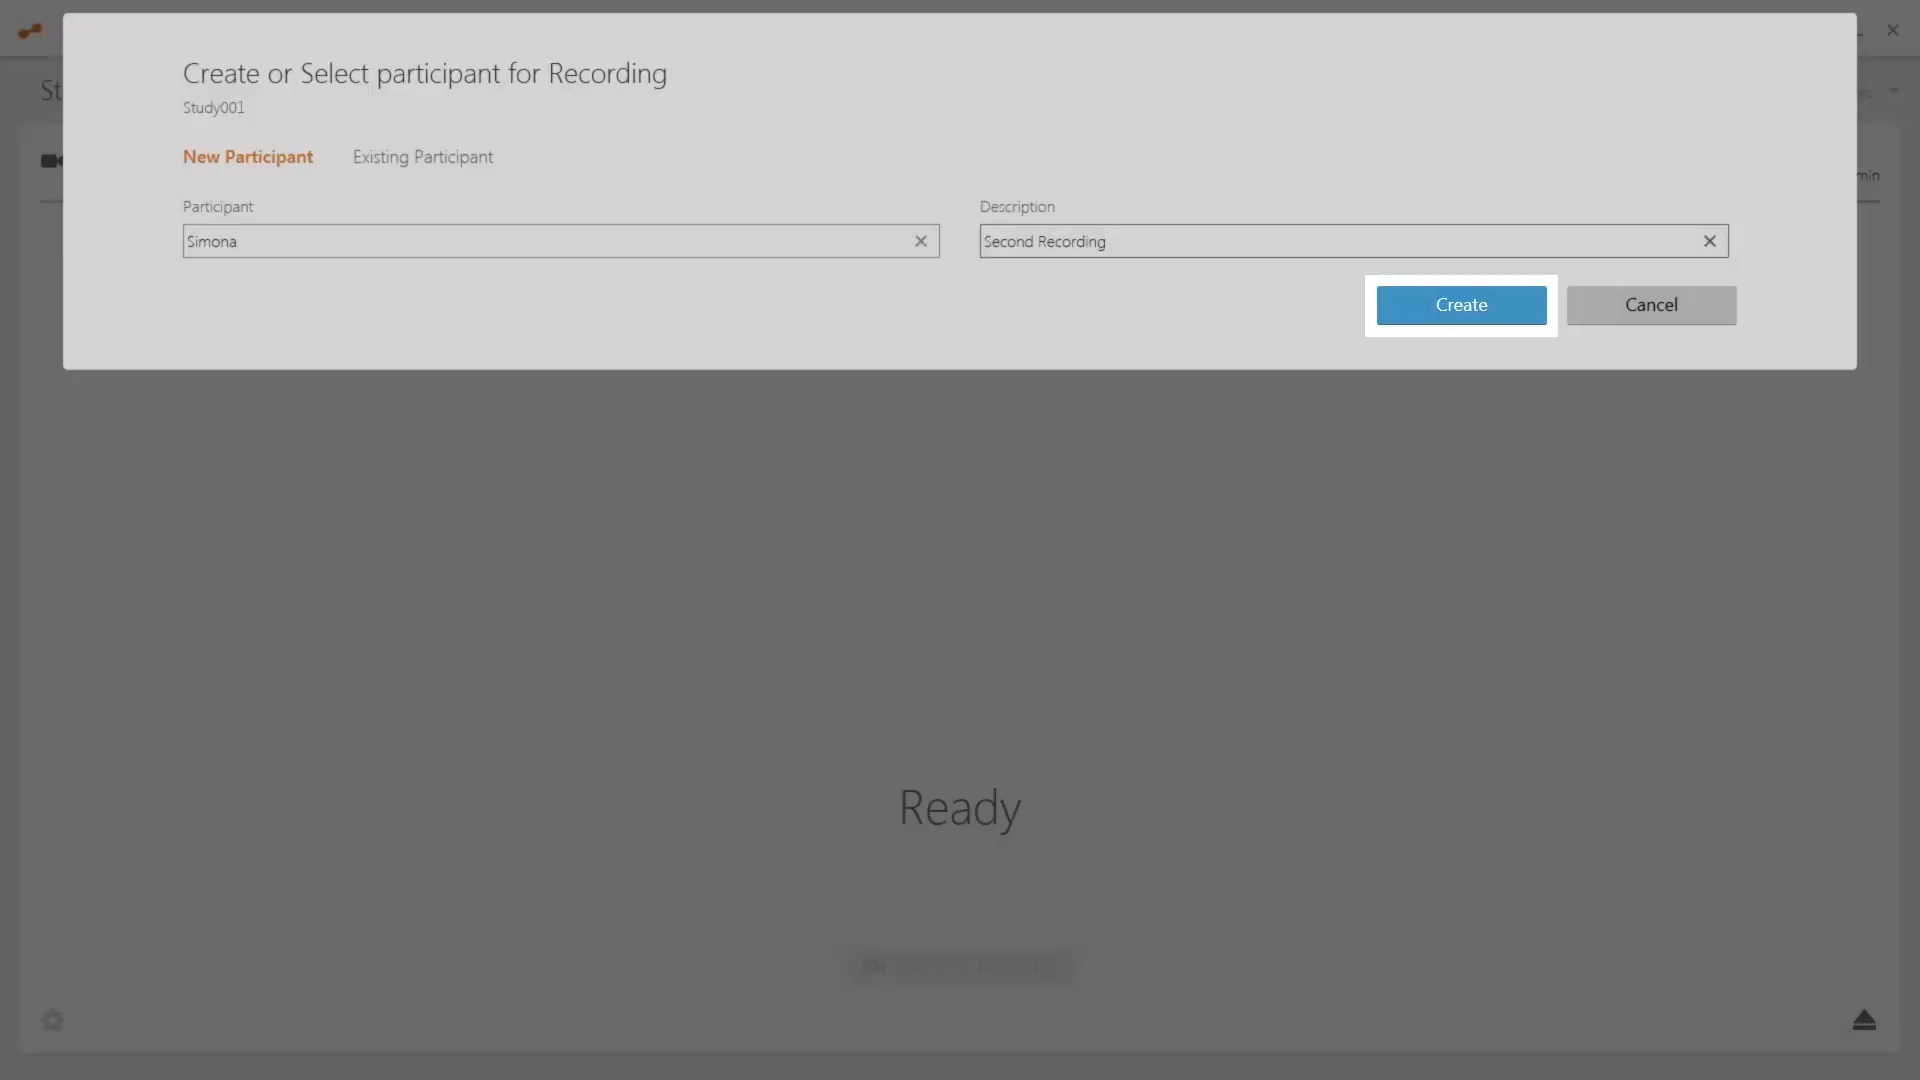 Create or Select participant for Recording
Study001
New Participant Existing Participant
Participant Description
Simona Second Recording
Create Cancel
Ready